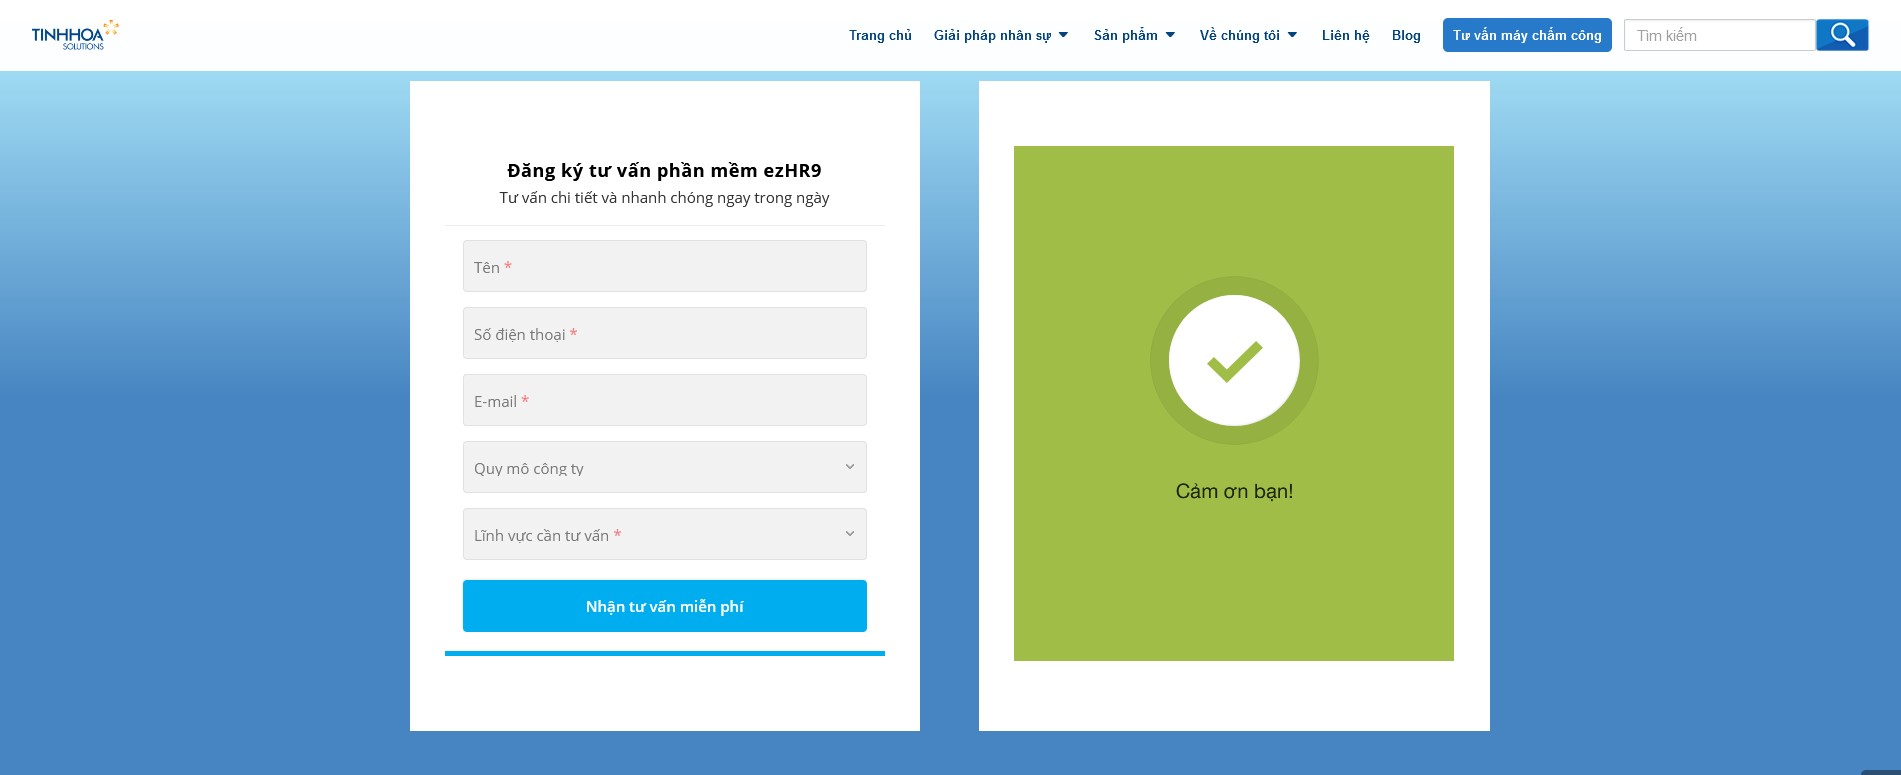 TINHHOA
SOLUTIONS
Trang chủ
Giải pháp nhân sự
Sản phẩm
Về chúng tôi
Liên hệ
Blog
Tư vấn máy chấm công
Tìm kiếm
Đăng ký tư vấn phần mềm ezHR9
Tư vấn chi tiết và nhanh chóng ngay trong ngày
Tên *
Số điện thoại *
E-mail *
Quy mô công ty
Lĩnh vực cần tư vấn *
Nhận tư vấn miễn phí
Cảm ơn bạn!